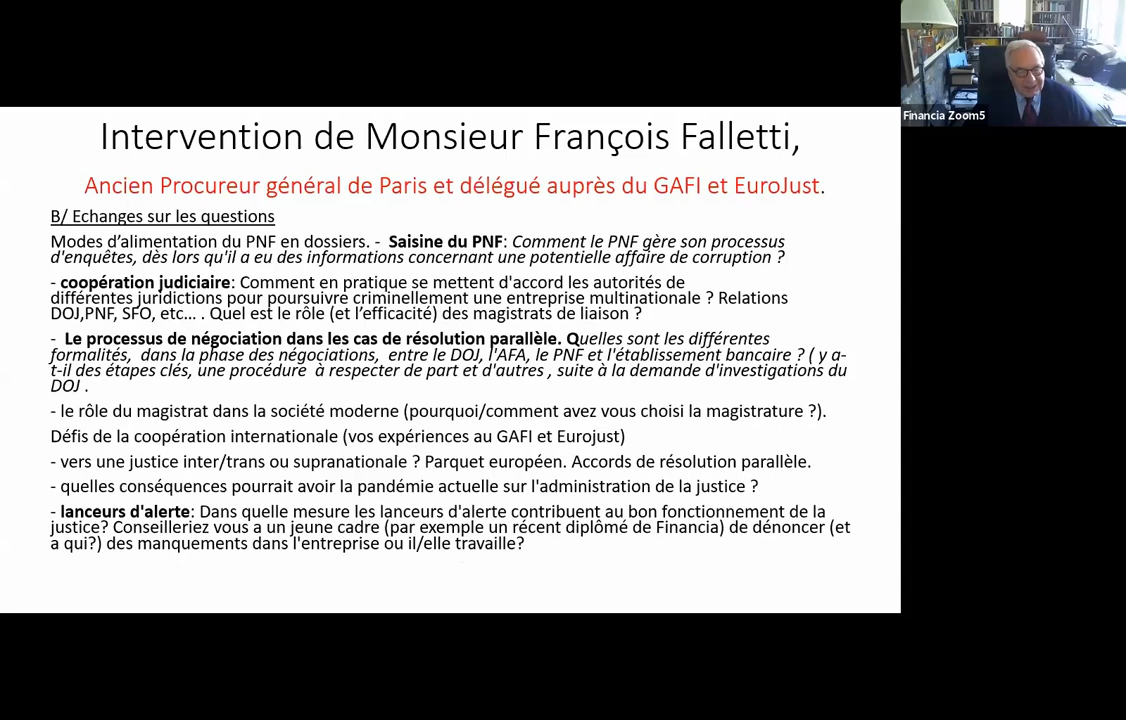 Intervention de Monsieur François Falletti,
Ancien Procureur général de Paris et délégué auprès du GAFI et EuroJust.
B/ Echanges sur les questions
Modes d’alimentation du PNF en dossiers. - Saisine du PNF: Comment le PNF gère son processus
d'enquêtes, dès lors qu'il a eu des informations concernant une potentielle affaire de corruption ?
- coopération judiciaire: Comment en pratique se mettent d'accord les autorités de
différentes juridictions pour poursuivre criminellement une entreprise multinationale ? Relations
DOJ,PNF, SFO, etc... . Quel est le rôle (et l’efficacité) des magistrats de liaison ?
- Le processus de négociation dans les cas de résolution parallèle. Quelles sont les différentes
formalités, dans la phase des négociations, entre le DOJ, l'AFA, le PNF et l'établissement bancaire ? ( y a-
t-il des étapes clés, une procédure à respecter de part et d'autres , suite à la demande d'investigations du
DOJ .
- le rôle du magistrat dans la société moderne (pourquoi/comment avez vous choisi la magistrature ?).
Défis de la coopération internationale (vos expériences au GAFI et Eurojust)
- vers une justice inter/trans ou supranationale ? Parquet européen. Accords de résolution parallèle.
- quelles conséquences pourrait avoir la pandémie actuelle sur l'administration de la justice ?
- lanceurs d'alerte: Dans quelle mesure les lanceurs d'alerte contribuent au bon fonctionnement de la
justice? Conseilleriez vous a un jeune cadre (par exemple un récent diplômé de Financia) de dénoncer (et
a qui?) des manquements dans l'entreprise ou il/elle travaille?
Financia Zoom5